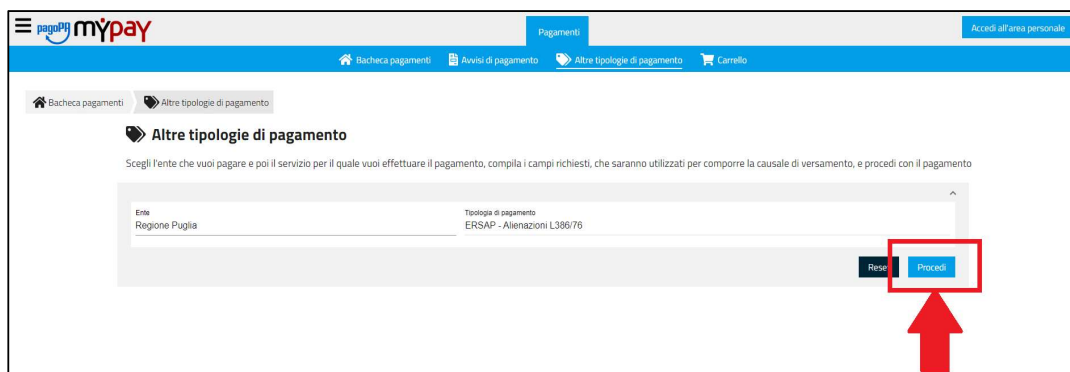 pagoPA mypay
Pagamenti
Accedi all'area personale
Bacheca pagamenti Avvisi di pagamento Altre tipologie di pagamento Carrello
Bacheca pagamenti Altre tipologie di pagamento
Altre tipologie di pagamento
Scegli l'ente che vuoi pagare e poi il servizio per il quale vuoi effettuare il pagamento, compila i campi richiesti, che saranno utilizzati per comporre la causale di versamento, e procedi con il pagamento
Ente Tipologia di pagamento
Regione Puglia ERSAP - Alienazioni L386/76
Reset Procedi